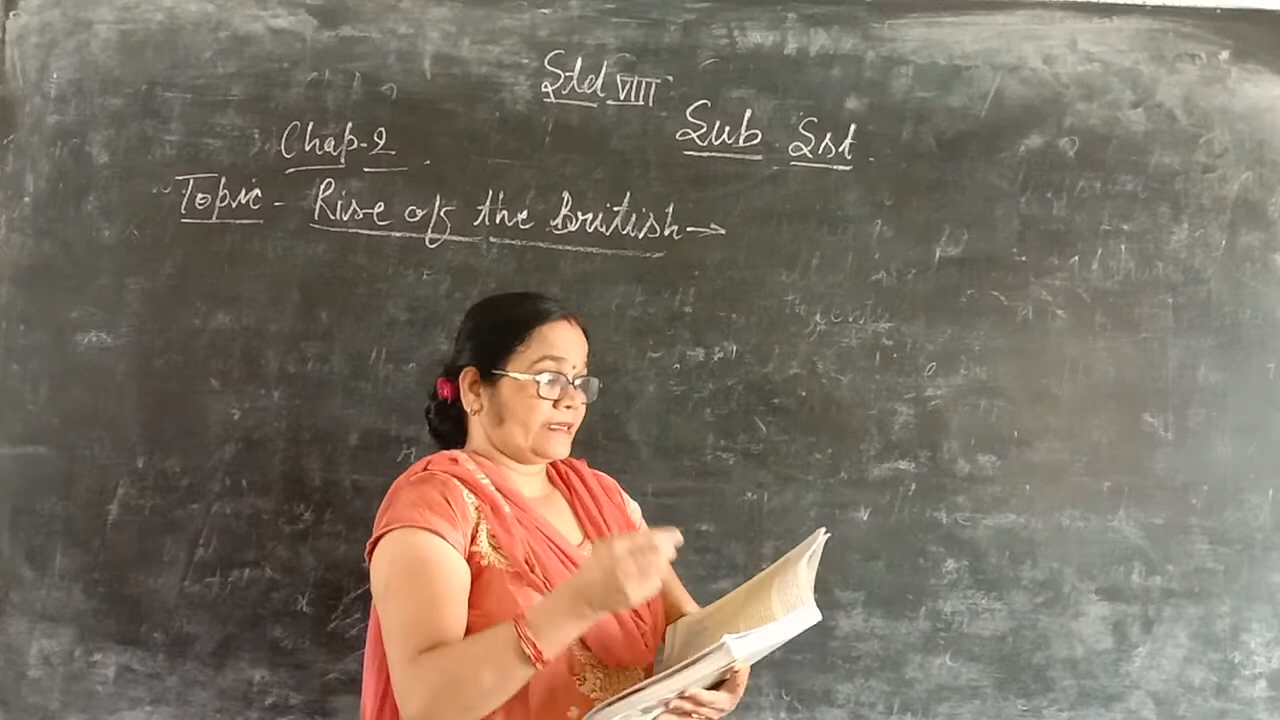 Std VIII
Sub Sst.
Chap-2.
Topic - Rise of the British→